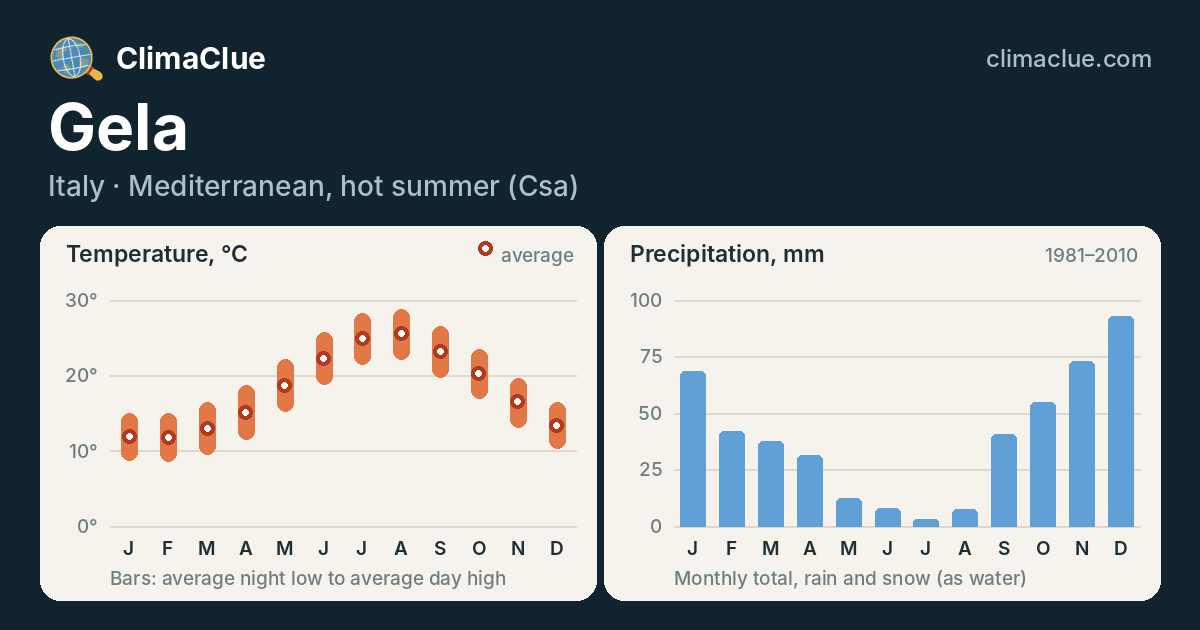 ClimaClue
climaclue.com
Gela
Italy · Mediterranean, hot summer (Csa)
Temperature, °C
average
30°
20°
10°
0°
J F M A M J J A S O N D
Bars: average night low to average day high
Precipitation, mm
1981–2010
100
75
50
25
0
J F M A M J J A S O N D
Monthly total, rain and snow (as water)